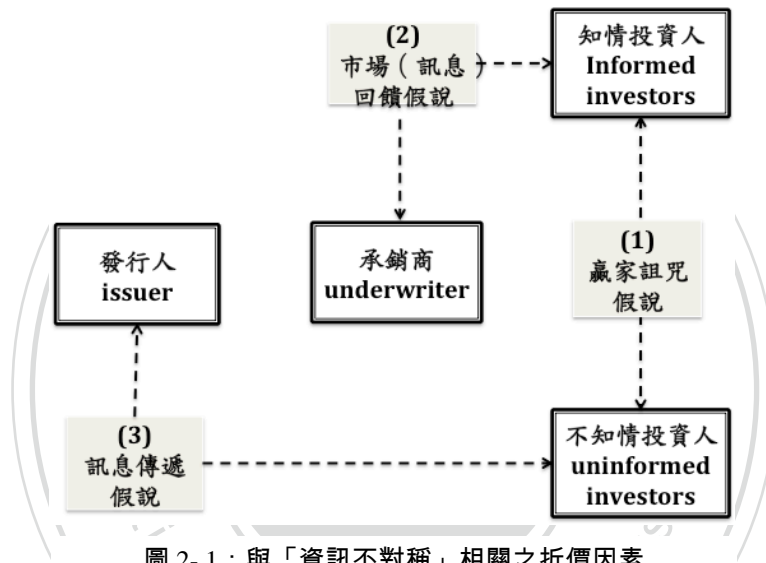 (2)
市場（訊息）
回饋假說
知情投資人
Informed
investors
發行人
issuer
承銷商
underwriter
(1)
贏家詛咒
假說
(3)
訊息傳遞
假說
不知情投資人
uninformed
investors
圖 2- 1：與「資訊不對稱」相關之折價因素